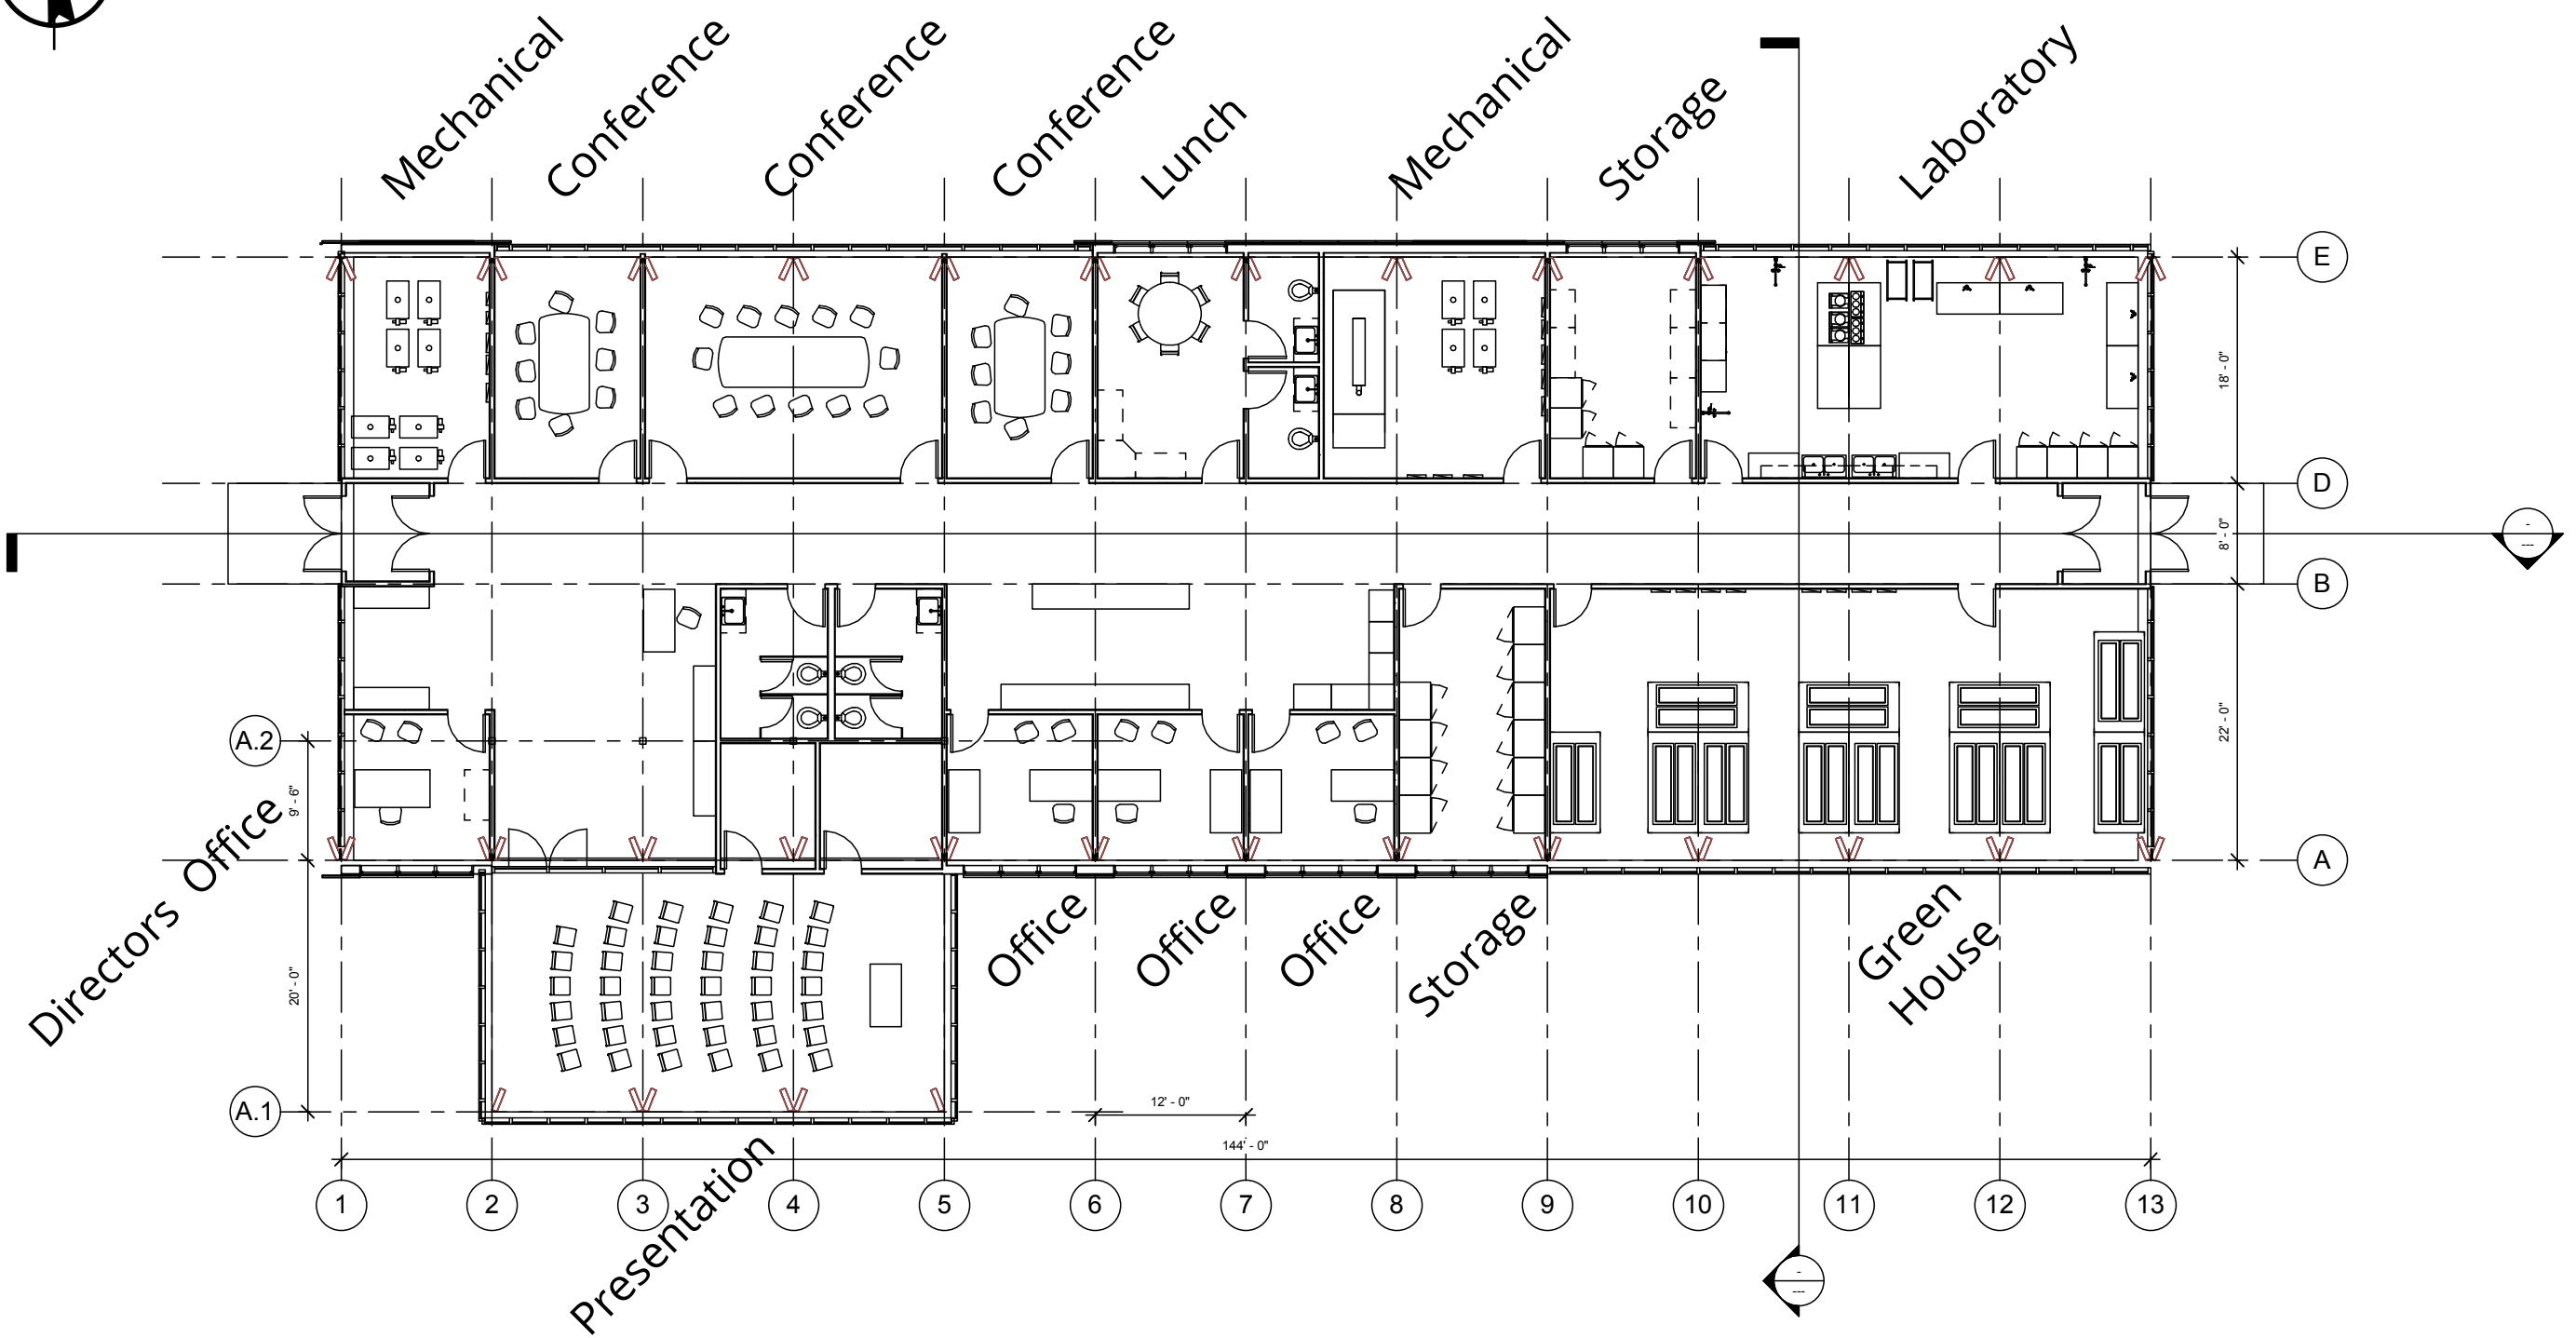 Mechanical
Conference
Conference
Conference
Lunch
Mechanical
Storage
Laboratory
E
18' - 0"
D
8' - 0"
B
A.2
22' - 0"
9' - 6"
Directors Office
A
Office
Office
Office
Storage
Green
House
20' - 0"
A.1
12' - 0"
144' - 0"
Presentation
1
2
3
4
5
6
7
8
9
10
11
12
13
-
---
-
---